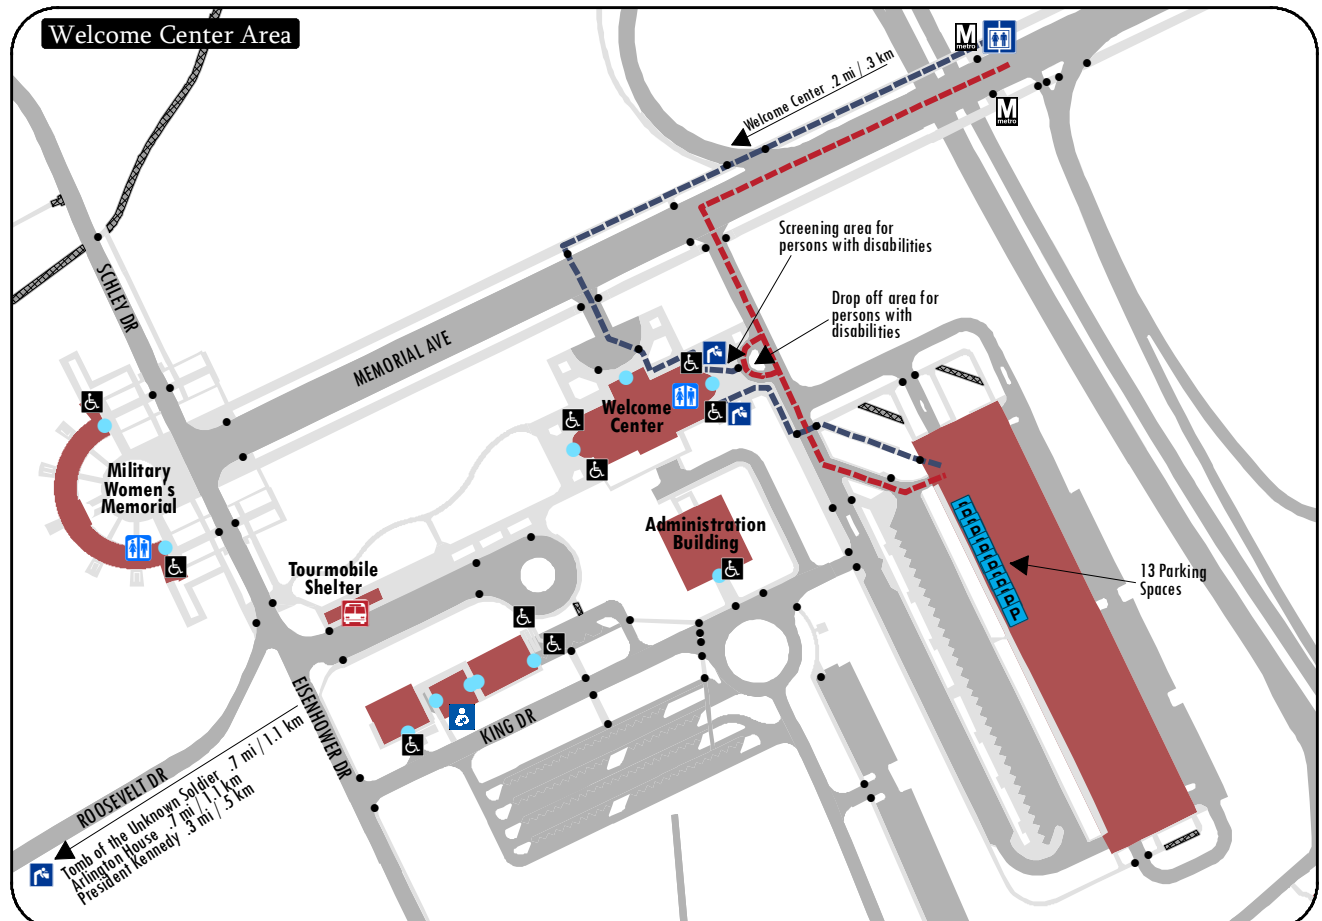 Welcome Center Area
M
metro
Welcome Center .2 mi / .3 km
M
metro
Screening area for
persons with disabilities
Drop off area for
persons with
disabilities
SCHLEY DR
MEMORIAL AVE
Welcome
Center
Military
Women's
Memorial
Administration
Building
Tourmobile
Shelter
13 Parking
Spaces
P
P
P
P
P
P
P
P
P
P
P
P
P
EISENHOWER DR
KING DR
ROOSEVELT DR
Tomb of the Unknown Soldier .7 mi / 1.1 km
Arlington House .7 mi / 1.1 km
President Kennedy .3 mi / .5 km